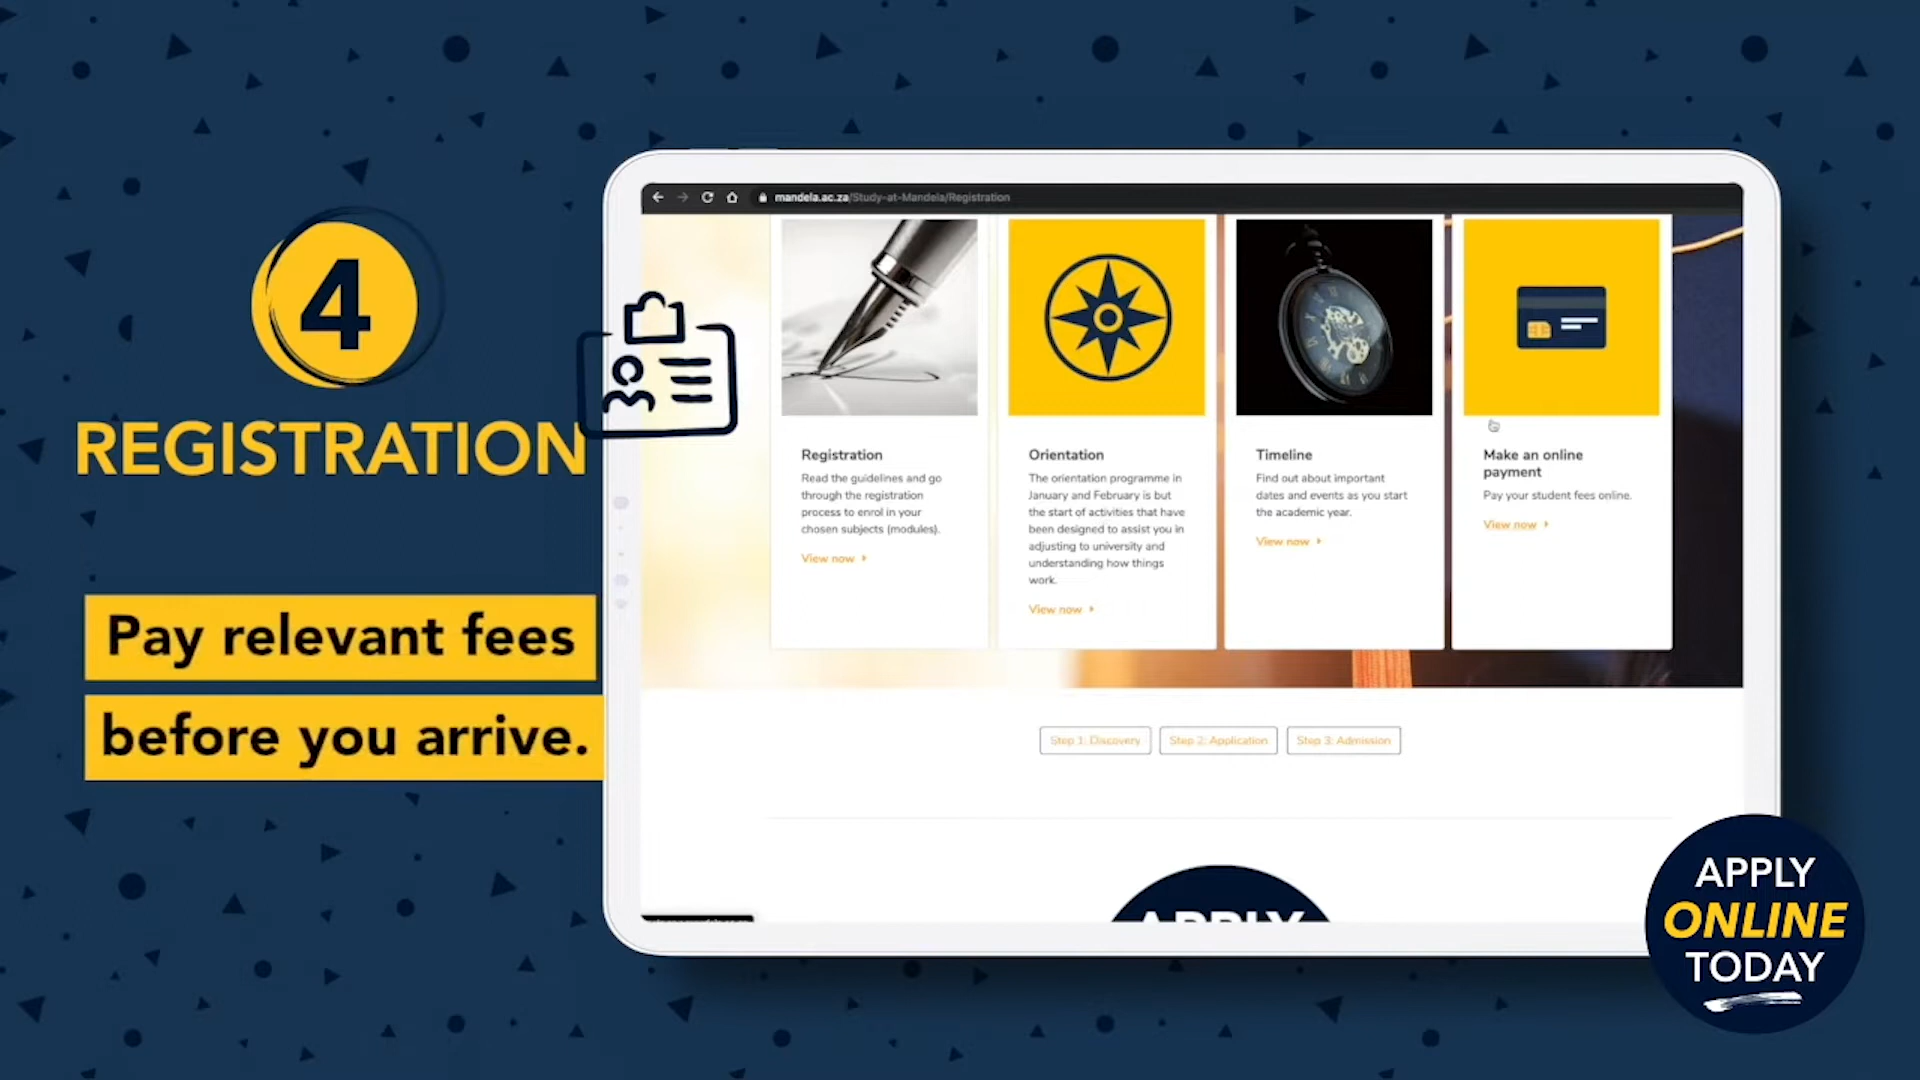 4
REGISTRATION
Pay relevant fees
before you arrive.
mandela.ac.za/Study-at-Mandela/Registration
Registration
Read the guidelines and go
through the registration
process to enrol in your
chosen subjects (modules).
View now
Orientation
The orientation programme in
January and February is but
the start of activities that have
been designed to assist you in
adjusting to university and
understanding how things
work.
View now
Timeline
Find out about important
dates and events as you start
the academic year.
View now
Make an online
payment
Pay your student fees online.
View now
Step 1: Discovery
Step 2: Application
Step 3: Admission
APPLY
APPLY
ONLINE
TODAY